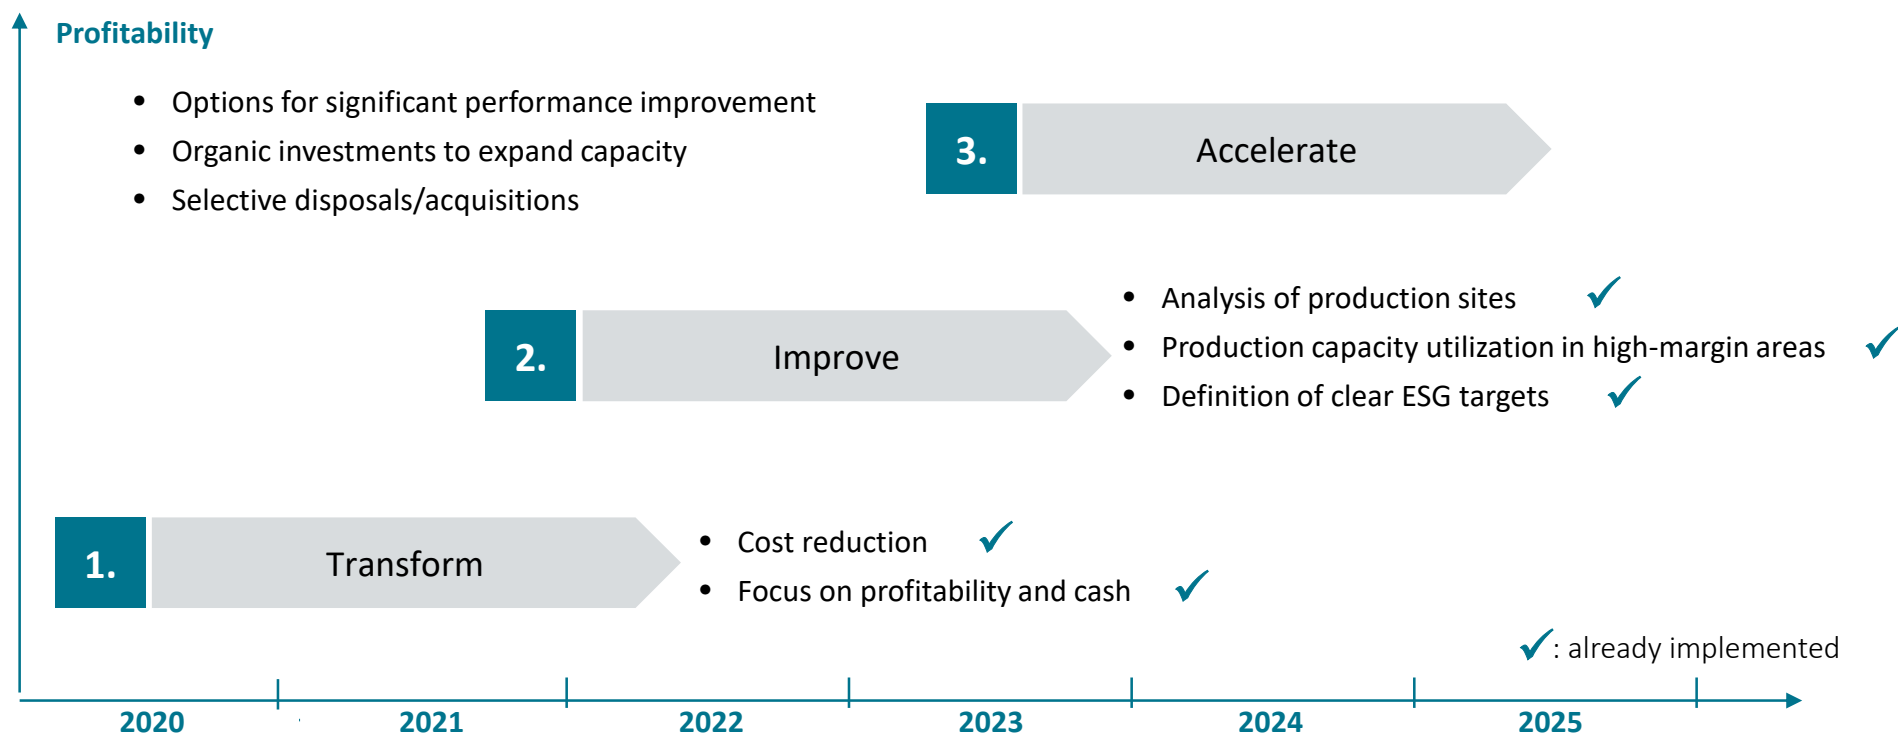 Profitability
• Options for significant performance improvement
• Organic investments to expand capacity
• Selective disposals/acquisitions
3. Accelerate
2. Improve
• Analysis of production sites ✓
• Production capacity utilization in high-margin areas ✓
• Definition of clear ESG targets ✓
1. Transform
• Cost reduction ✓
• Focus on profitability and cash ✓
✓: already implemented
2020 2021 2022 2023 2024 2025